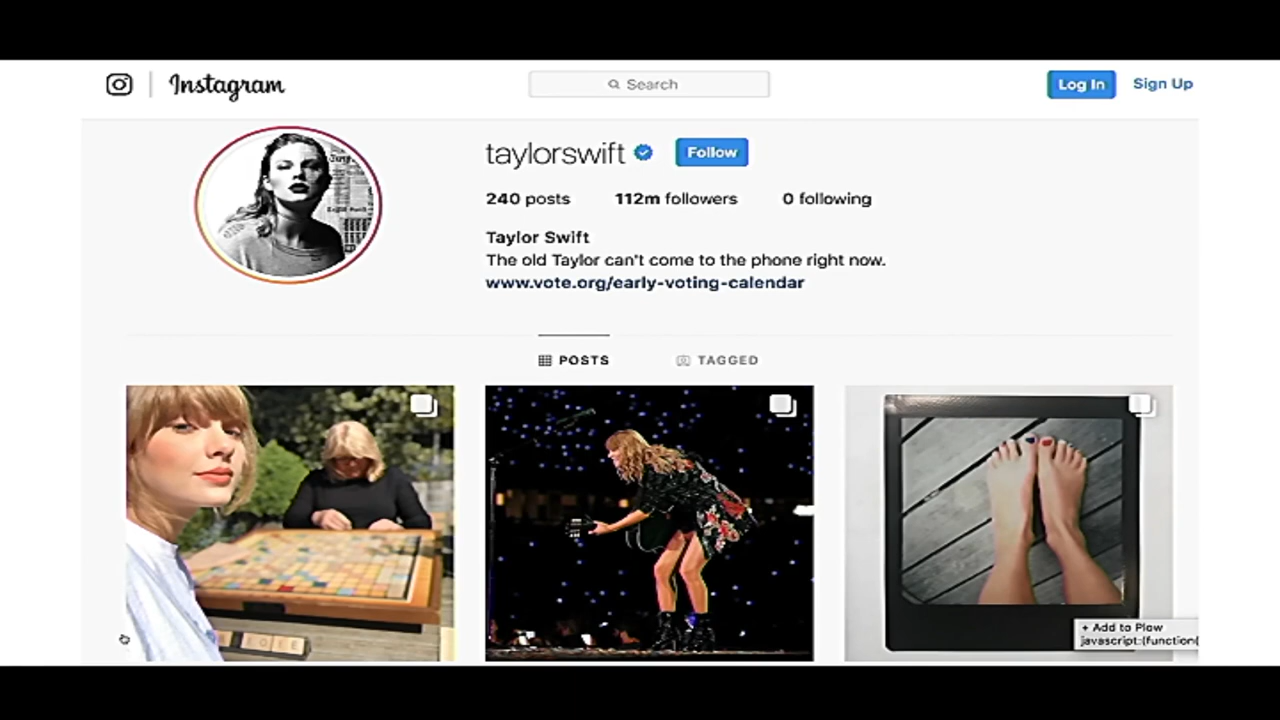 Instagram
Search
Log In
Sign Up
taylorswift
Follow
240 posts
112m followers
0 following
Taylor Swift
The old Taylor can't come to the phone right now.
www.vote.org/early-voting-calendar
POSTS
TAGGED
+ Add to Plow
javascript:(function(